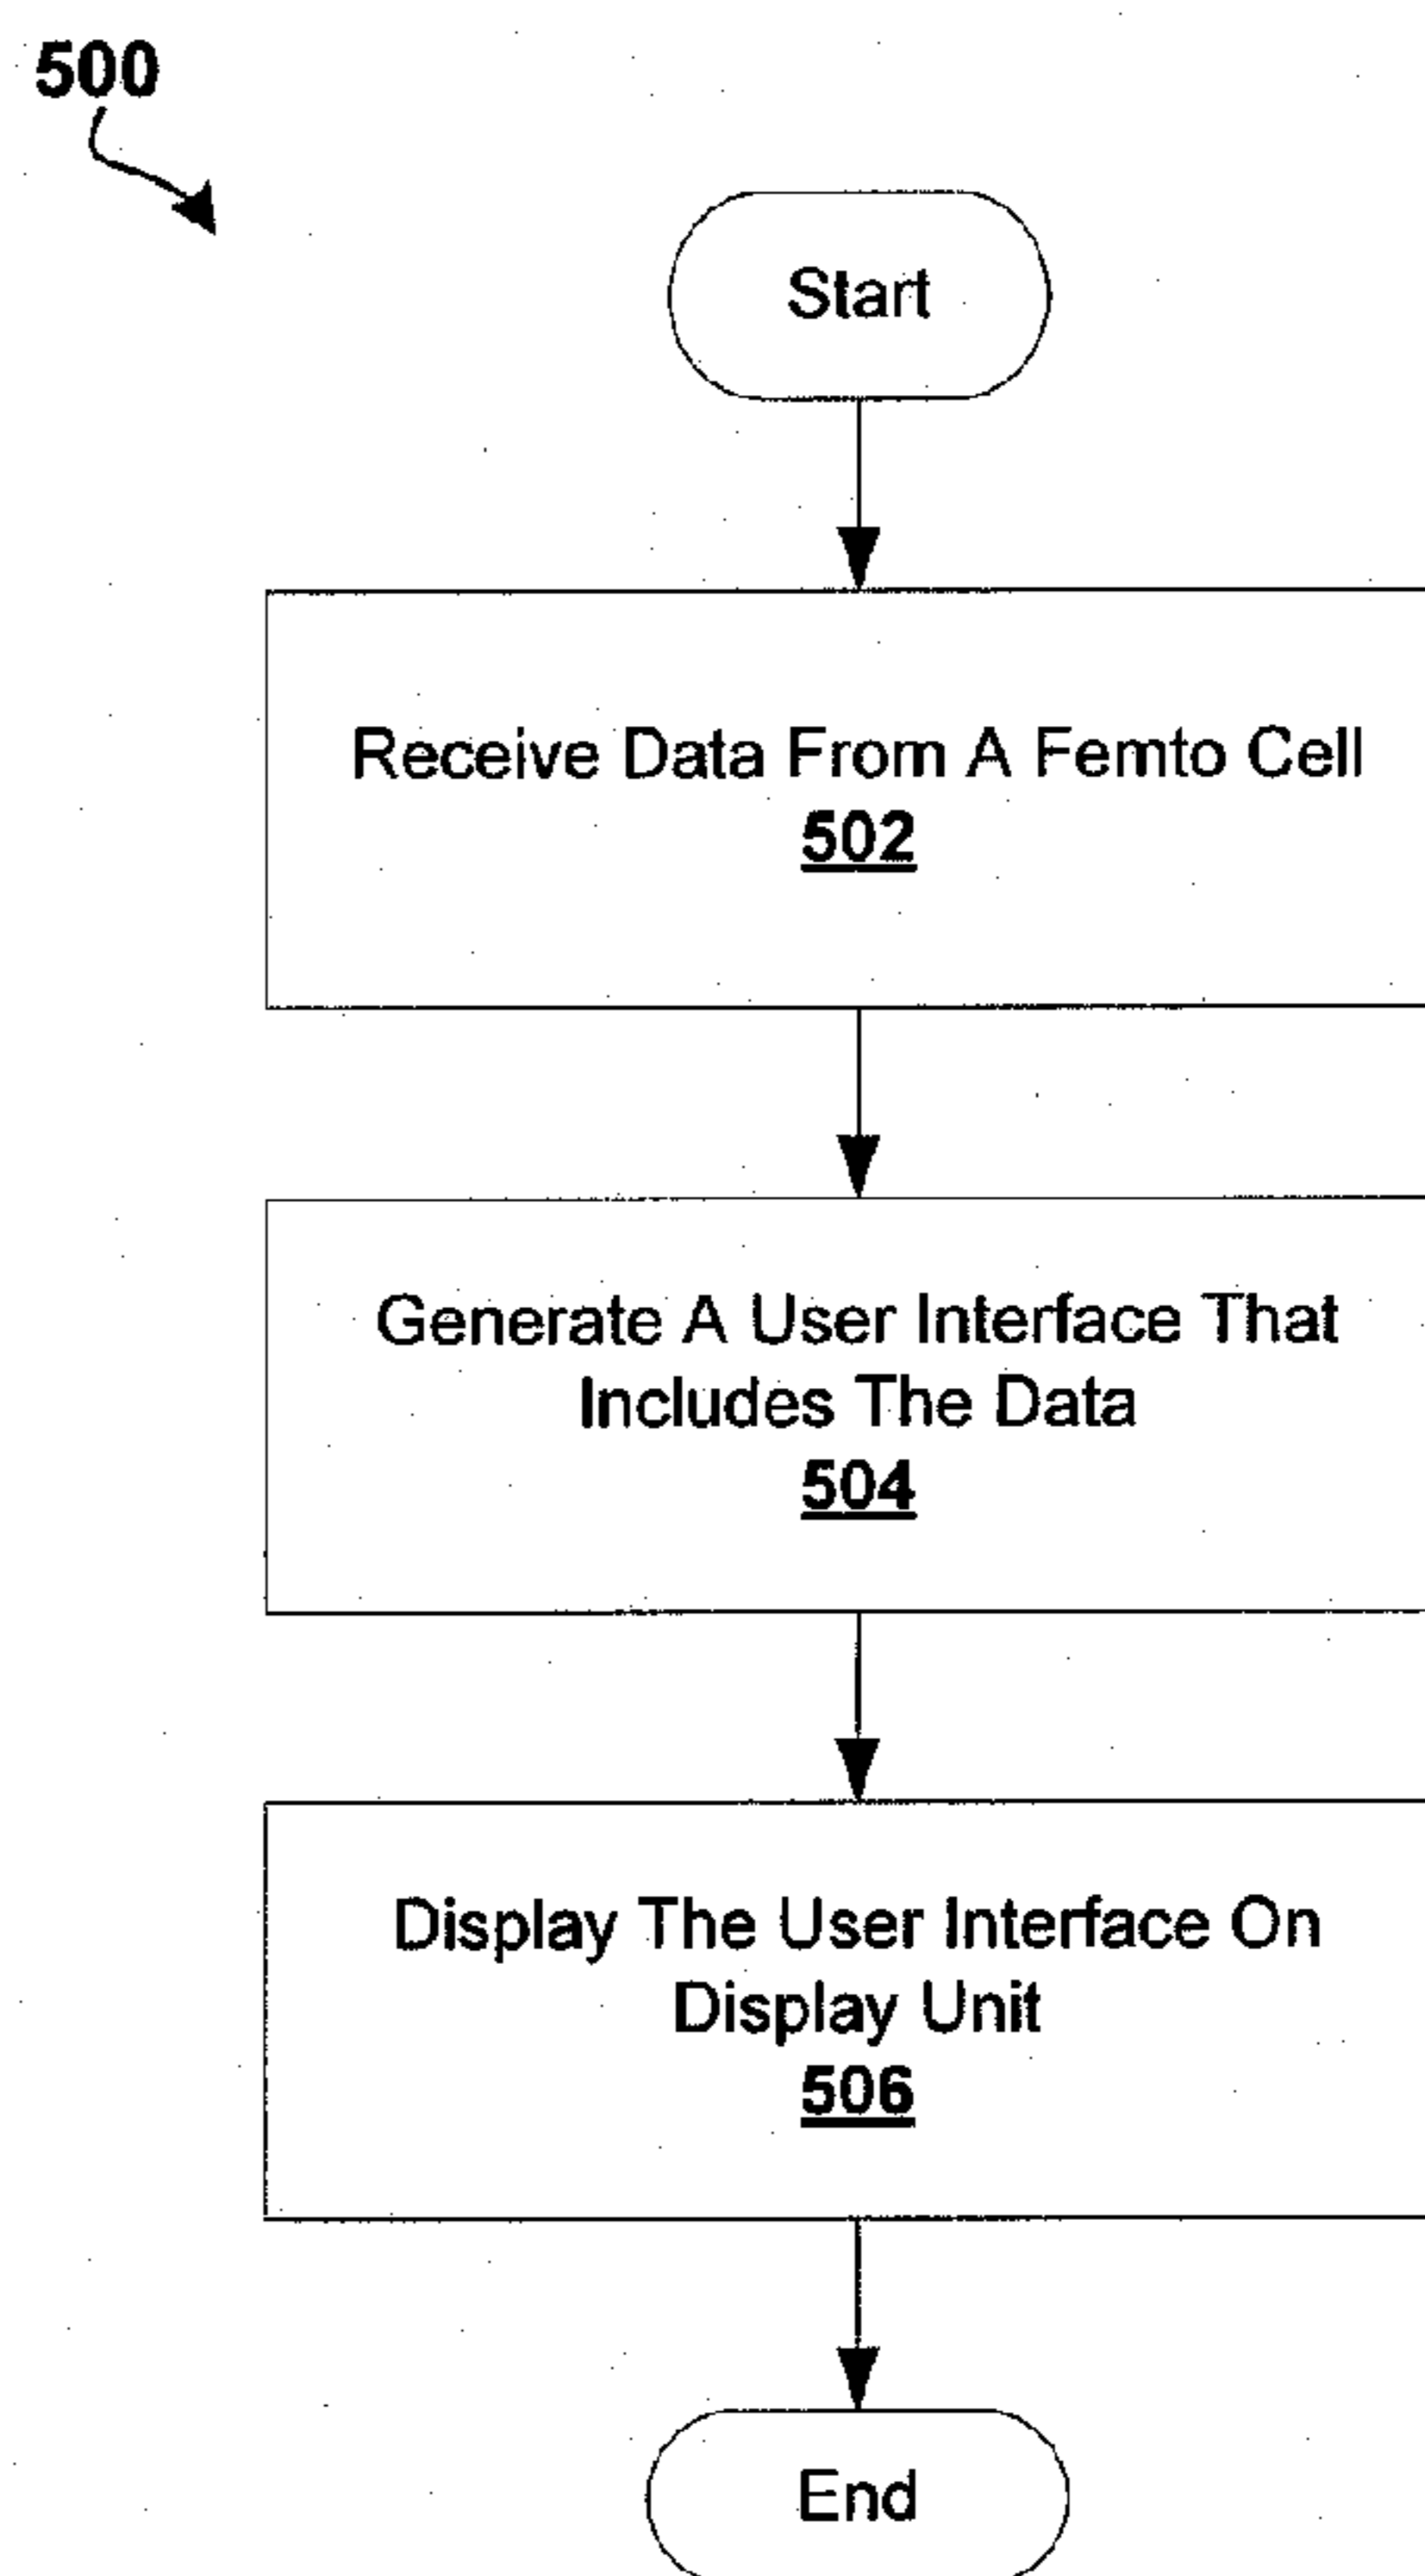 500
Start
Receive Data From A Femto Cell
502
Generate A User Interface That
Includes The Data
504
Display The User Interface On
Display Unit
506
End